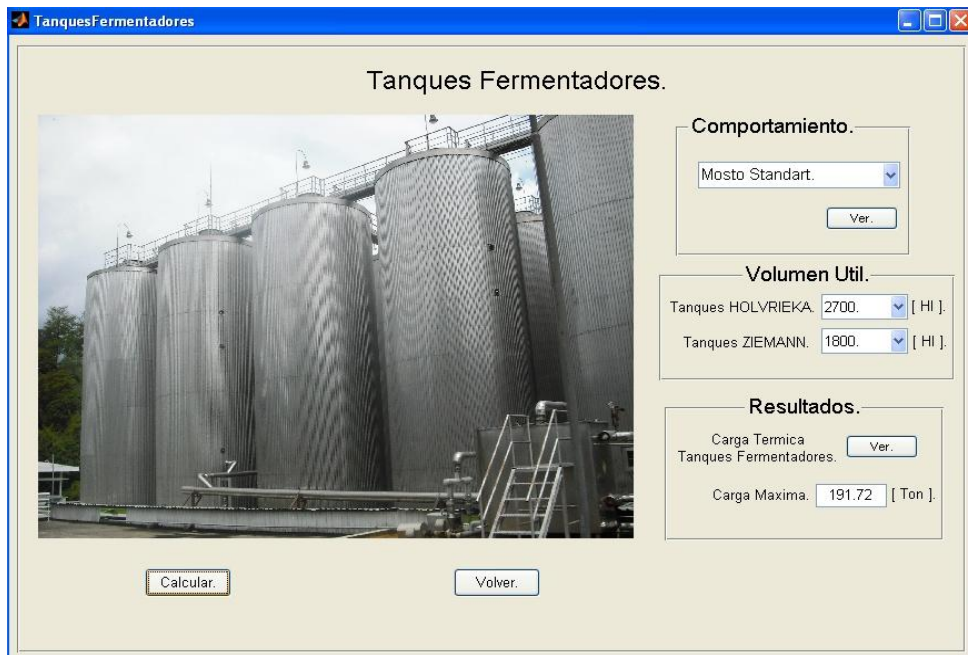 TanquesFermentadores
Tanques Fermentadores.
Comportamiento.
Mosto Standart.
Ver.
Volumen Util.
Tanques HOLVRIEKA. 2700. [ Hl ].
Tanques ZIEMANN. 1800. [ Hl ].
Resultados.
Carga Termica
Tanques Fermentadores.
Ver.
Carga Maxima. 191.72 [ Ton ].
Calcular.
Volver.